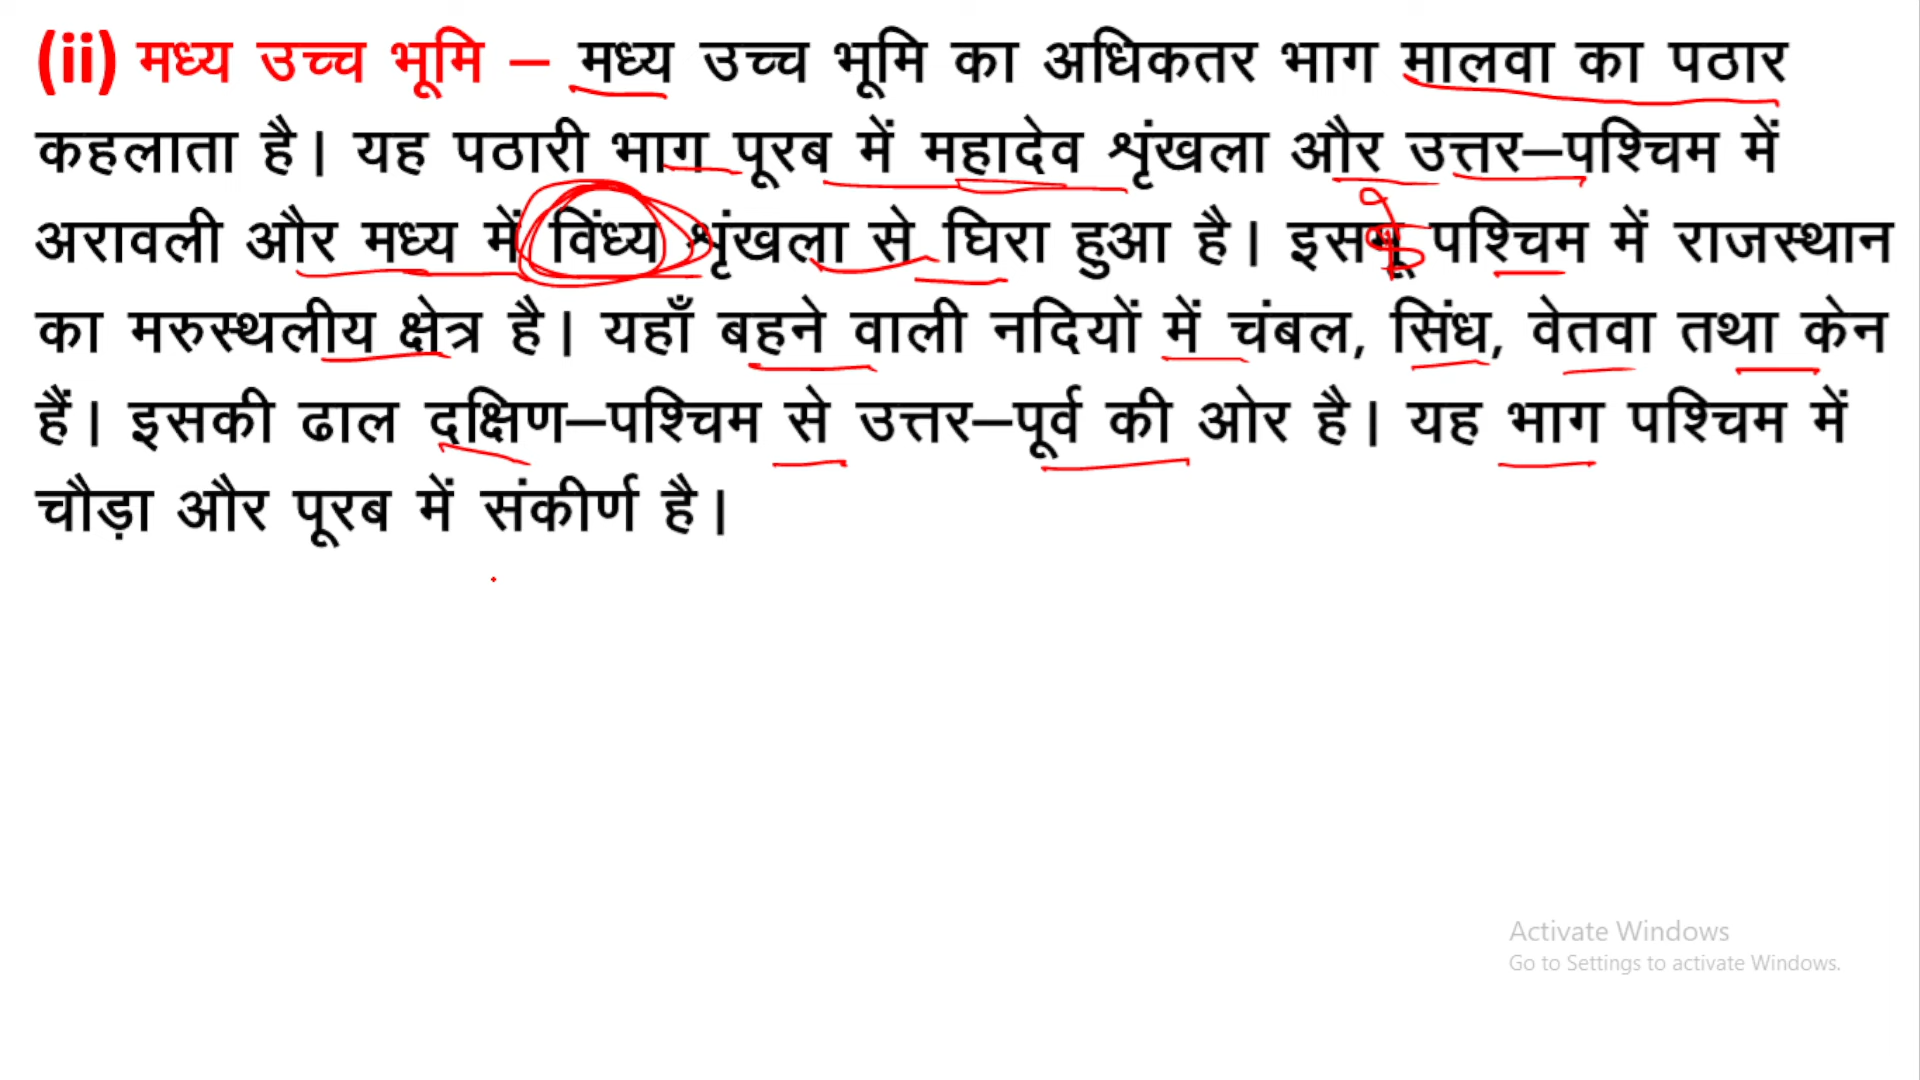 (ii) मध्य उच्च भूमि – मध्य उच्च भूमि का अधिकतर भाग मालवा का पठार
कहलाता है। यह पठारी भाग पूरब में महादेव शृंखला और उत्तर–पश्चिम में
अरावली और मध्य में विंध्य शृंखला से घिरा हुआ है। पश्चिम में राजस्थान
का मरुस्थलीय क्षेत्र है। यहाँ बहने वाली नदियों में चंबल, सिंध, वेतवा तथा केन
हैं। इसकी ढाल दक्षिण–पश्चिम से उत्तर–पूर्व की ओर है। यह भाग पश्चिम में
चौड़ा और पूरब में संकीर्ण है।
Activate Windows
Go to Settings to activate Windows.